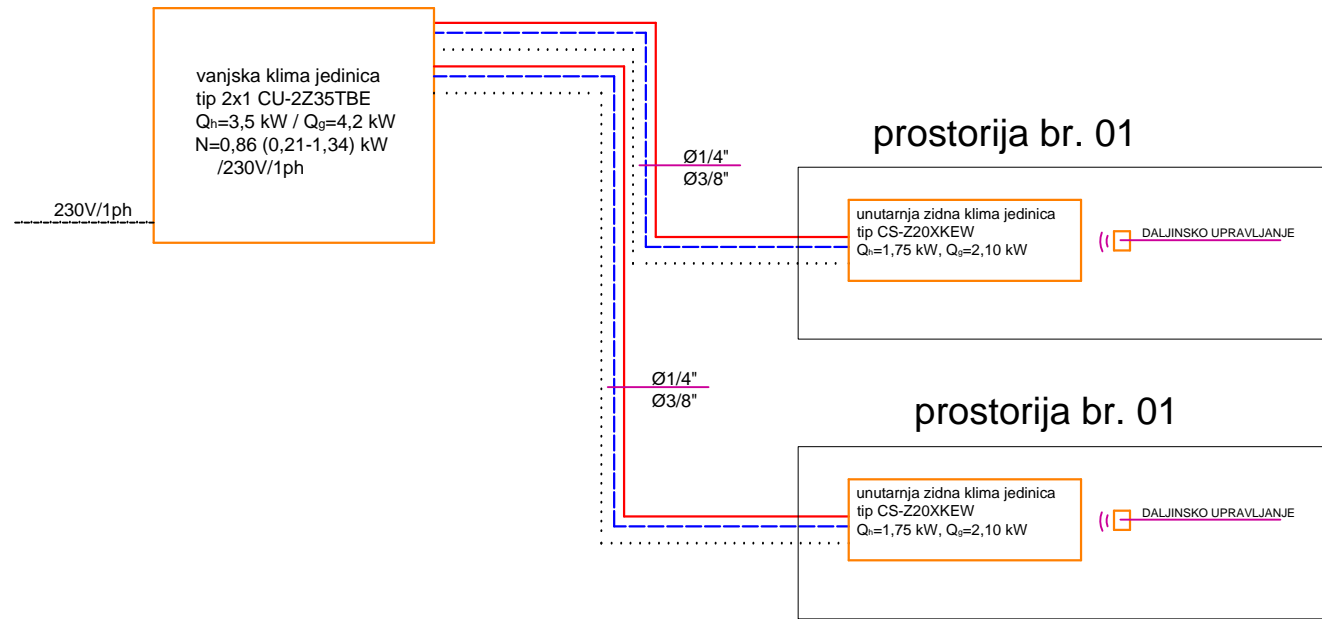 vanjska klima jedinica
tip 2x1 CU-2Z35TBE
Qh=3,5 kW / Qg=4,2 kW
N=0,86 (0,21-1,34) kW
/230V/1ph
230V/1ph
Ø1/4"
Ø3/8"
prostorija br. 01
unutarnja zidna klima jedinica
tip CS-Z20XKEW
Qh=1,75 kW, Qg=2,10 kW
DALJINSKO UPRAVLJANJE
Ø1/4"
Ø3/8"
prostorija br. 01
unutarnja zidna klima jedinica
tip CS-Z20XKEW
Qh=1,75 kW, Qg=2,10 kW
DALJINSKO UPRAVLJANJE